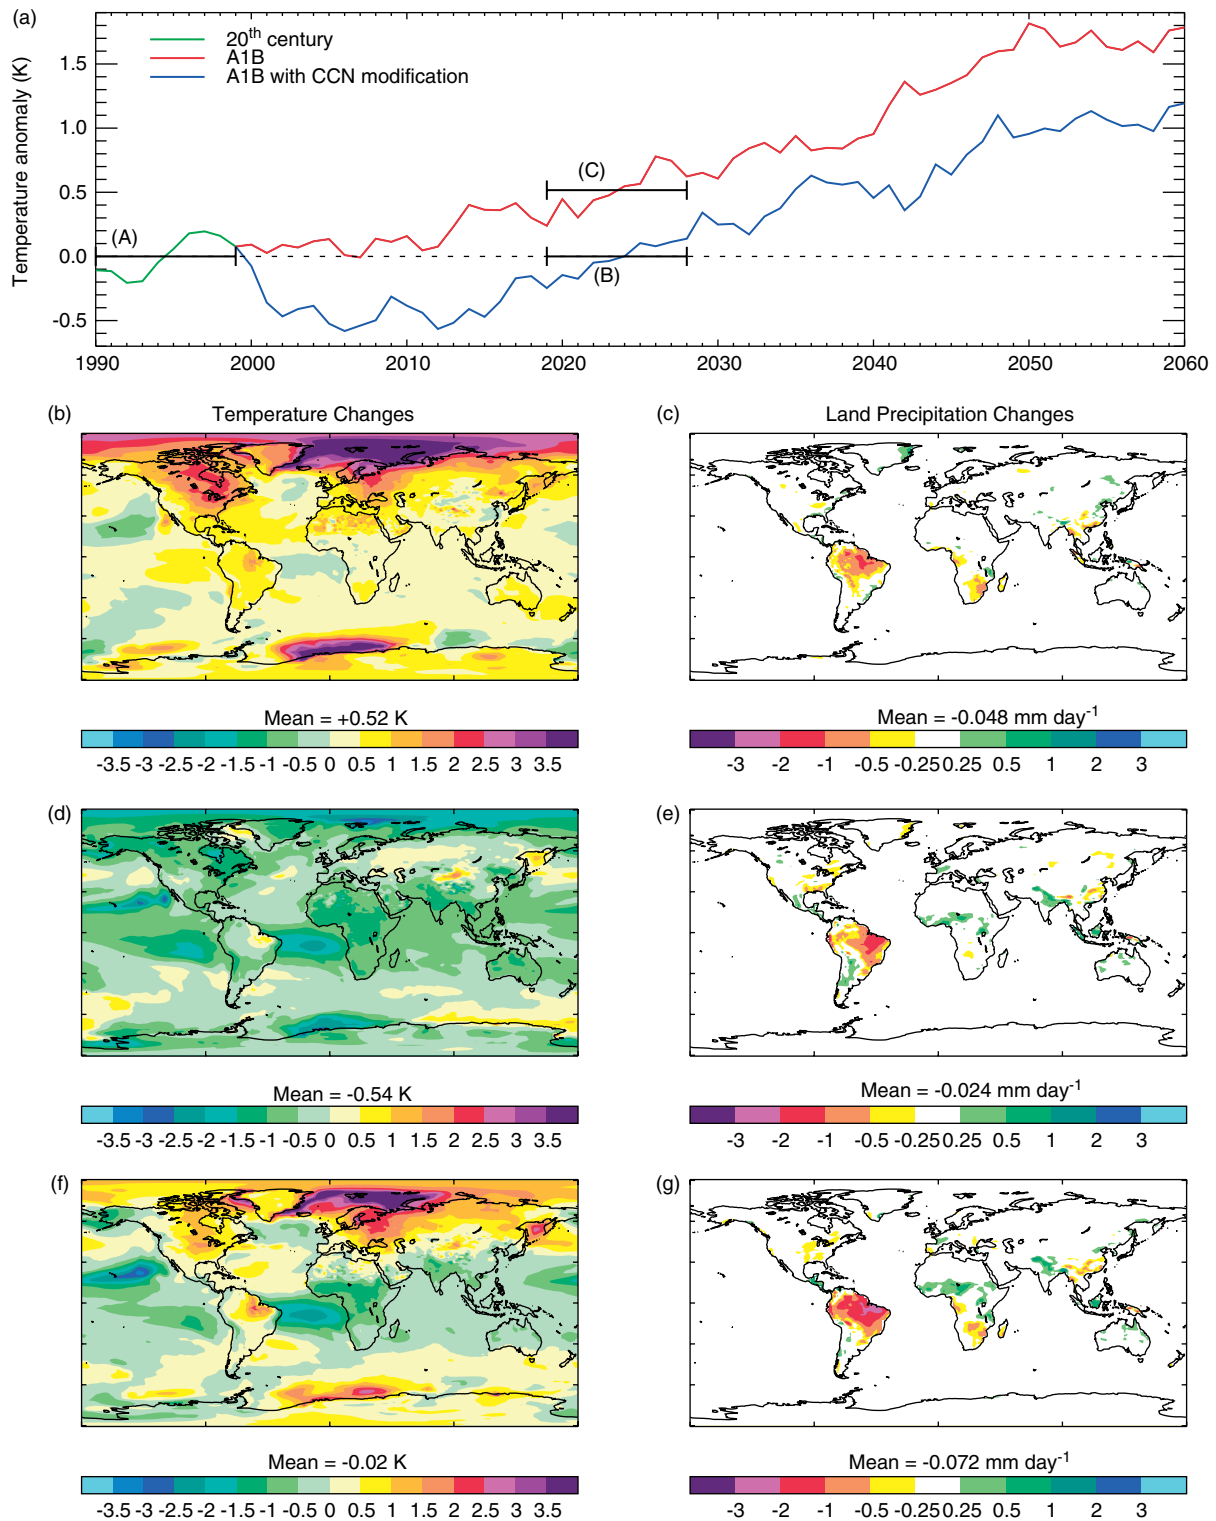 (a)
Temperature anomaly (K)
20th century
A1B
A1B with CCN modification
1.5
1.0
0.5
0.0
-0.5
(A)
(C)
(B)
1990 2000 2010 2020 2030 2040 2050 2060
(b) Temperature Changes
Mean = +0.52 K
-3.5 -3 -2.5 -2 -1.5 -1 -0.5 0 0.5 1 2 2.5 3 3.5
(c) Land Precipitation Changes
Mean = -0.048 mm day-1
-3 -2 -1 -0.5 -0.25 0.25 0.5 1 2 3
(d)
Mean = -0.54 K
-3.5 -3 -2.5 -2 -1.5 -1 -0.5 0 0.5 1 2 2.5 3 3.5
(e)
Mean = -0.024 mm day-1
-3 -2 -1 -0.5 -0.25 0.25 0.5 1 2 3
(f)
Mean = -0.02 K
-3.5 -3 -2.5 -2 -1.5 -1 -0.5 0 0.5 1 2 2.5 3 3.5
(g)
Mean = -0.072 mm day-1
-3 -2 -1 -0.5 -0.25 0.25 0.5 1 2 3